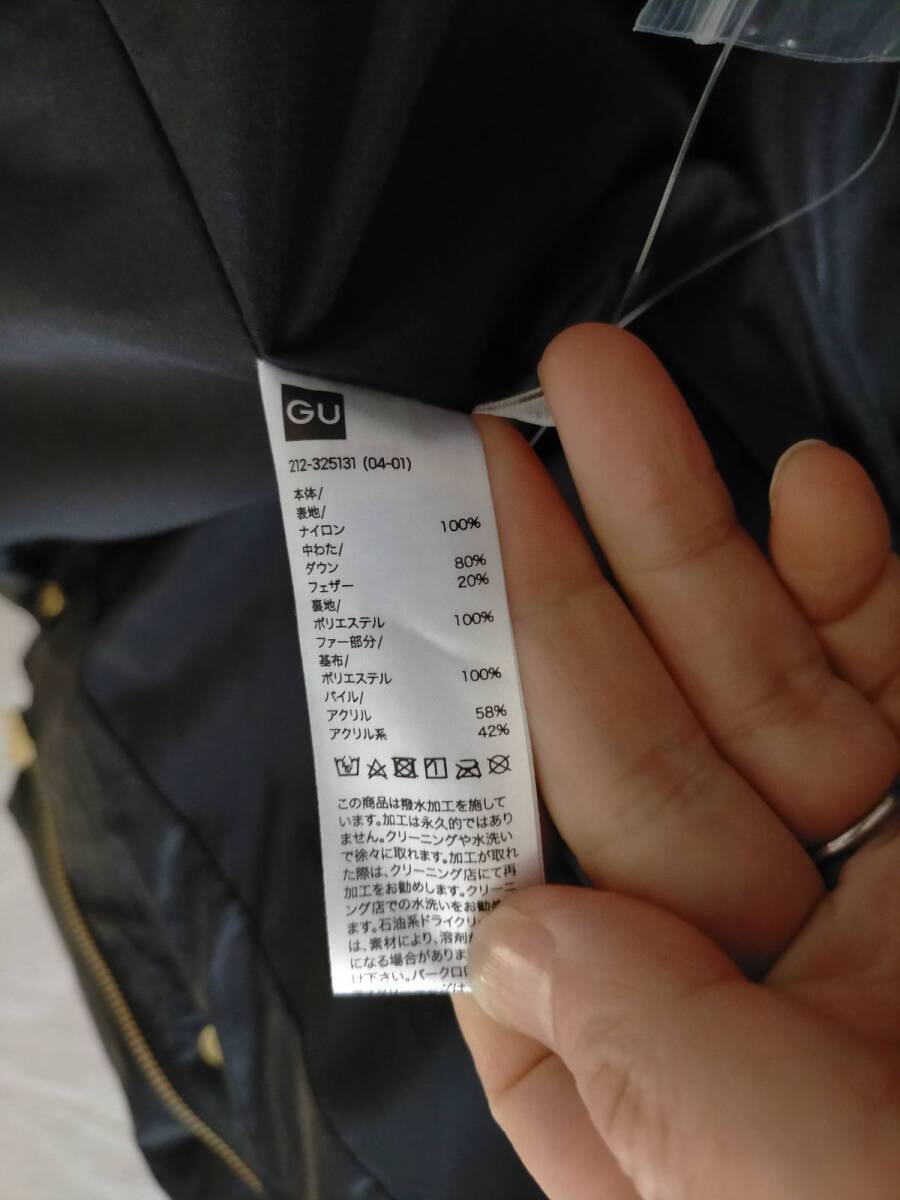 GU
212-325131 (04-01)
本体/
表地/
ナイロン 100%
中わた/
ダウン 80%
フェザー 20%
裏地/
ポリエステル 100%
ファー部分/
基布/
ポリエステル 100%
パイル/
アクリル 58%
アクリル系 42%
この商品は撥水加工を施して
います。加工は永久的ではあり
ません。クリーニングや水洗い
で徐々に取れます。加工が取れ
た際は、クリーニング店にて再
加工をお勧めします。クリーニ
ング店での水洗いをお勧め
ます。石油系ドライクリー
は、素材により、溶剤が
になる場合がありま
け下さい。パークロロ